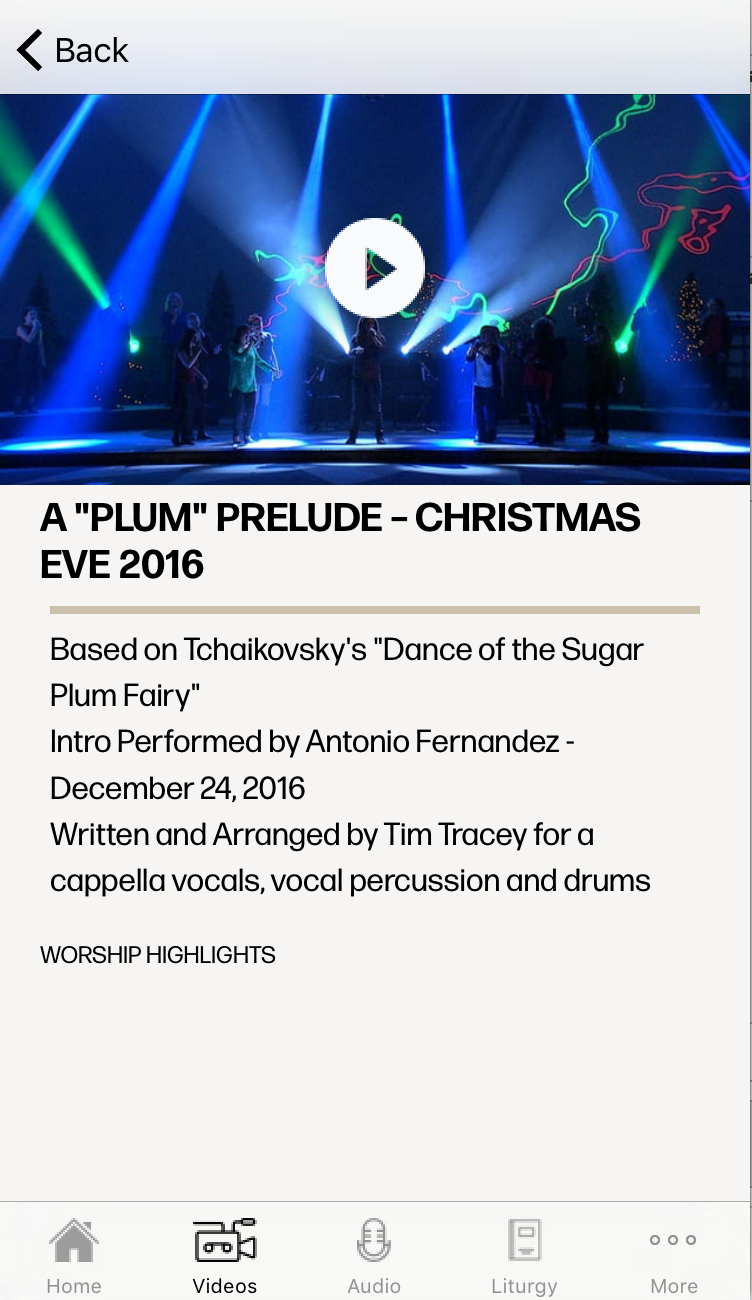 Back
A "PLUM" PRELUDE – CHRISTMAS
EVE 2016
Based on Tchaikovsky's "Dance of the Sugar
Plum Fairy"
Intro Performed by Antonio Fernandez -
December 24, 2016
Written and Arranged by Tim Tracey for a
cappella vocals, vocal percussion and drums
WORSHIP HIGHLIGHTS
Home Videos Audio Liturgy More